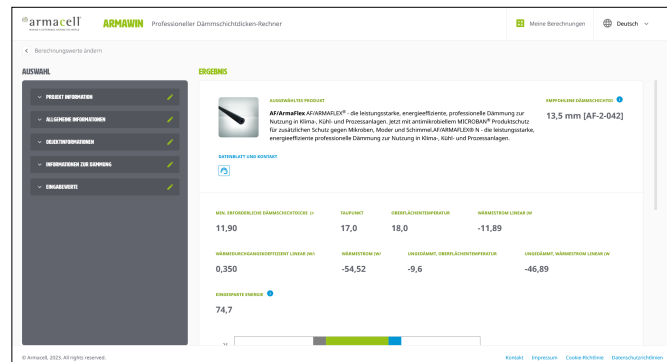 armacell
ARMAWIN
Professioneller Dämmschichtdicken-Rechner
Meine Berechnungen
Deutsch
Berechnungswerte ändern
AUSWAHL
PROJEKT INFORMATION
ALLGEMEINE INFORMATIONEN
OBJEKTINFORMATIONEN
INFORMATIONEN ZUR DÄMMUNG
EINGABEWERTE
ERGEBNIS
AUSGEWÄHLTES PRODUKT
AF/ArmaFlex AF/ARMAFLEX® - die leistungsstarke, energieeffiziente, professionelle Dämmung zur
Nutzung in Klima-, Kühl- und Prozessanlagen. Jetzt mit antimikrobiellem MICROBAN® Produktschutz
für zusätzlichen Schutz gegen Mikroben, Moder und Schimmel.AF/ARMAFLEX® N - die leistungsstarke,
energieeffiziente professionelle Dämmung zur Nutzung in Klima-, Kühl- und Prozessanlagen.
EMPFOHLENE DÄMMSCHICHTDI
13,5 mm [AF-2-042]
DATENBLATT UND KONTAKT
MIN. ERFORDERLICHE DÄMMSCHICHTDICKE
TAUPUNKT
OBERFLÄCHENTEMPERATUR
WÄRMESTROM LINEAR (W
11,90
17,0
18,0
-11,89
WÄRMEDURCHGANGSKOEFFIZIENT LINEAR (W/
WÄRMESTROM (W/
UNGEDÄMMT, OBERFLÄCHENTEMPERATUR
UNGEDÄMMT, WÄRMESTROM LINEAR (W
0,350
-54,52
-9,6
-46,89
EINGESPARTE ENERGIE
74,7
© Armacell, 2023. All rights reserved.
Kontakt Impressum Cookie-Richtlinie Datenschutzrichtlinien